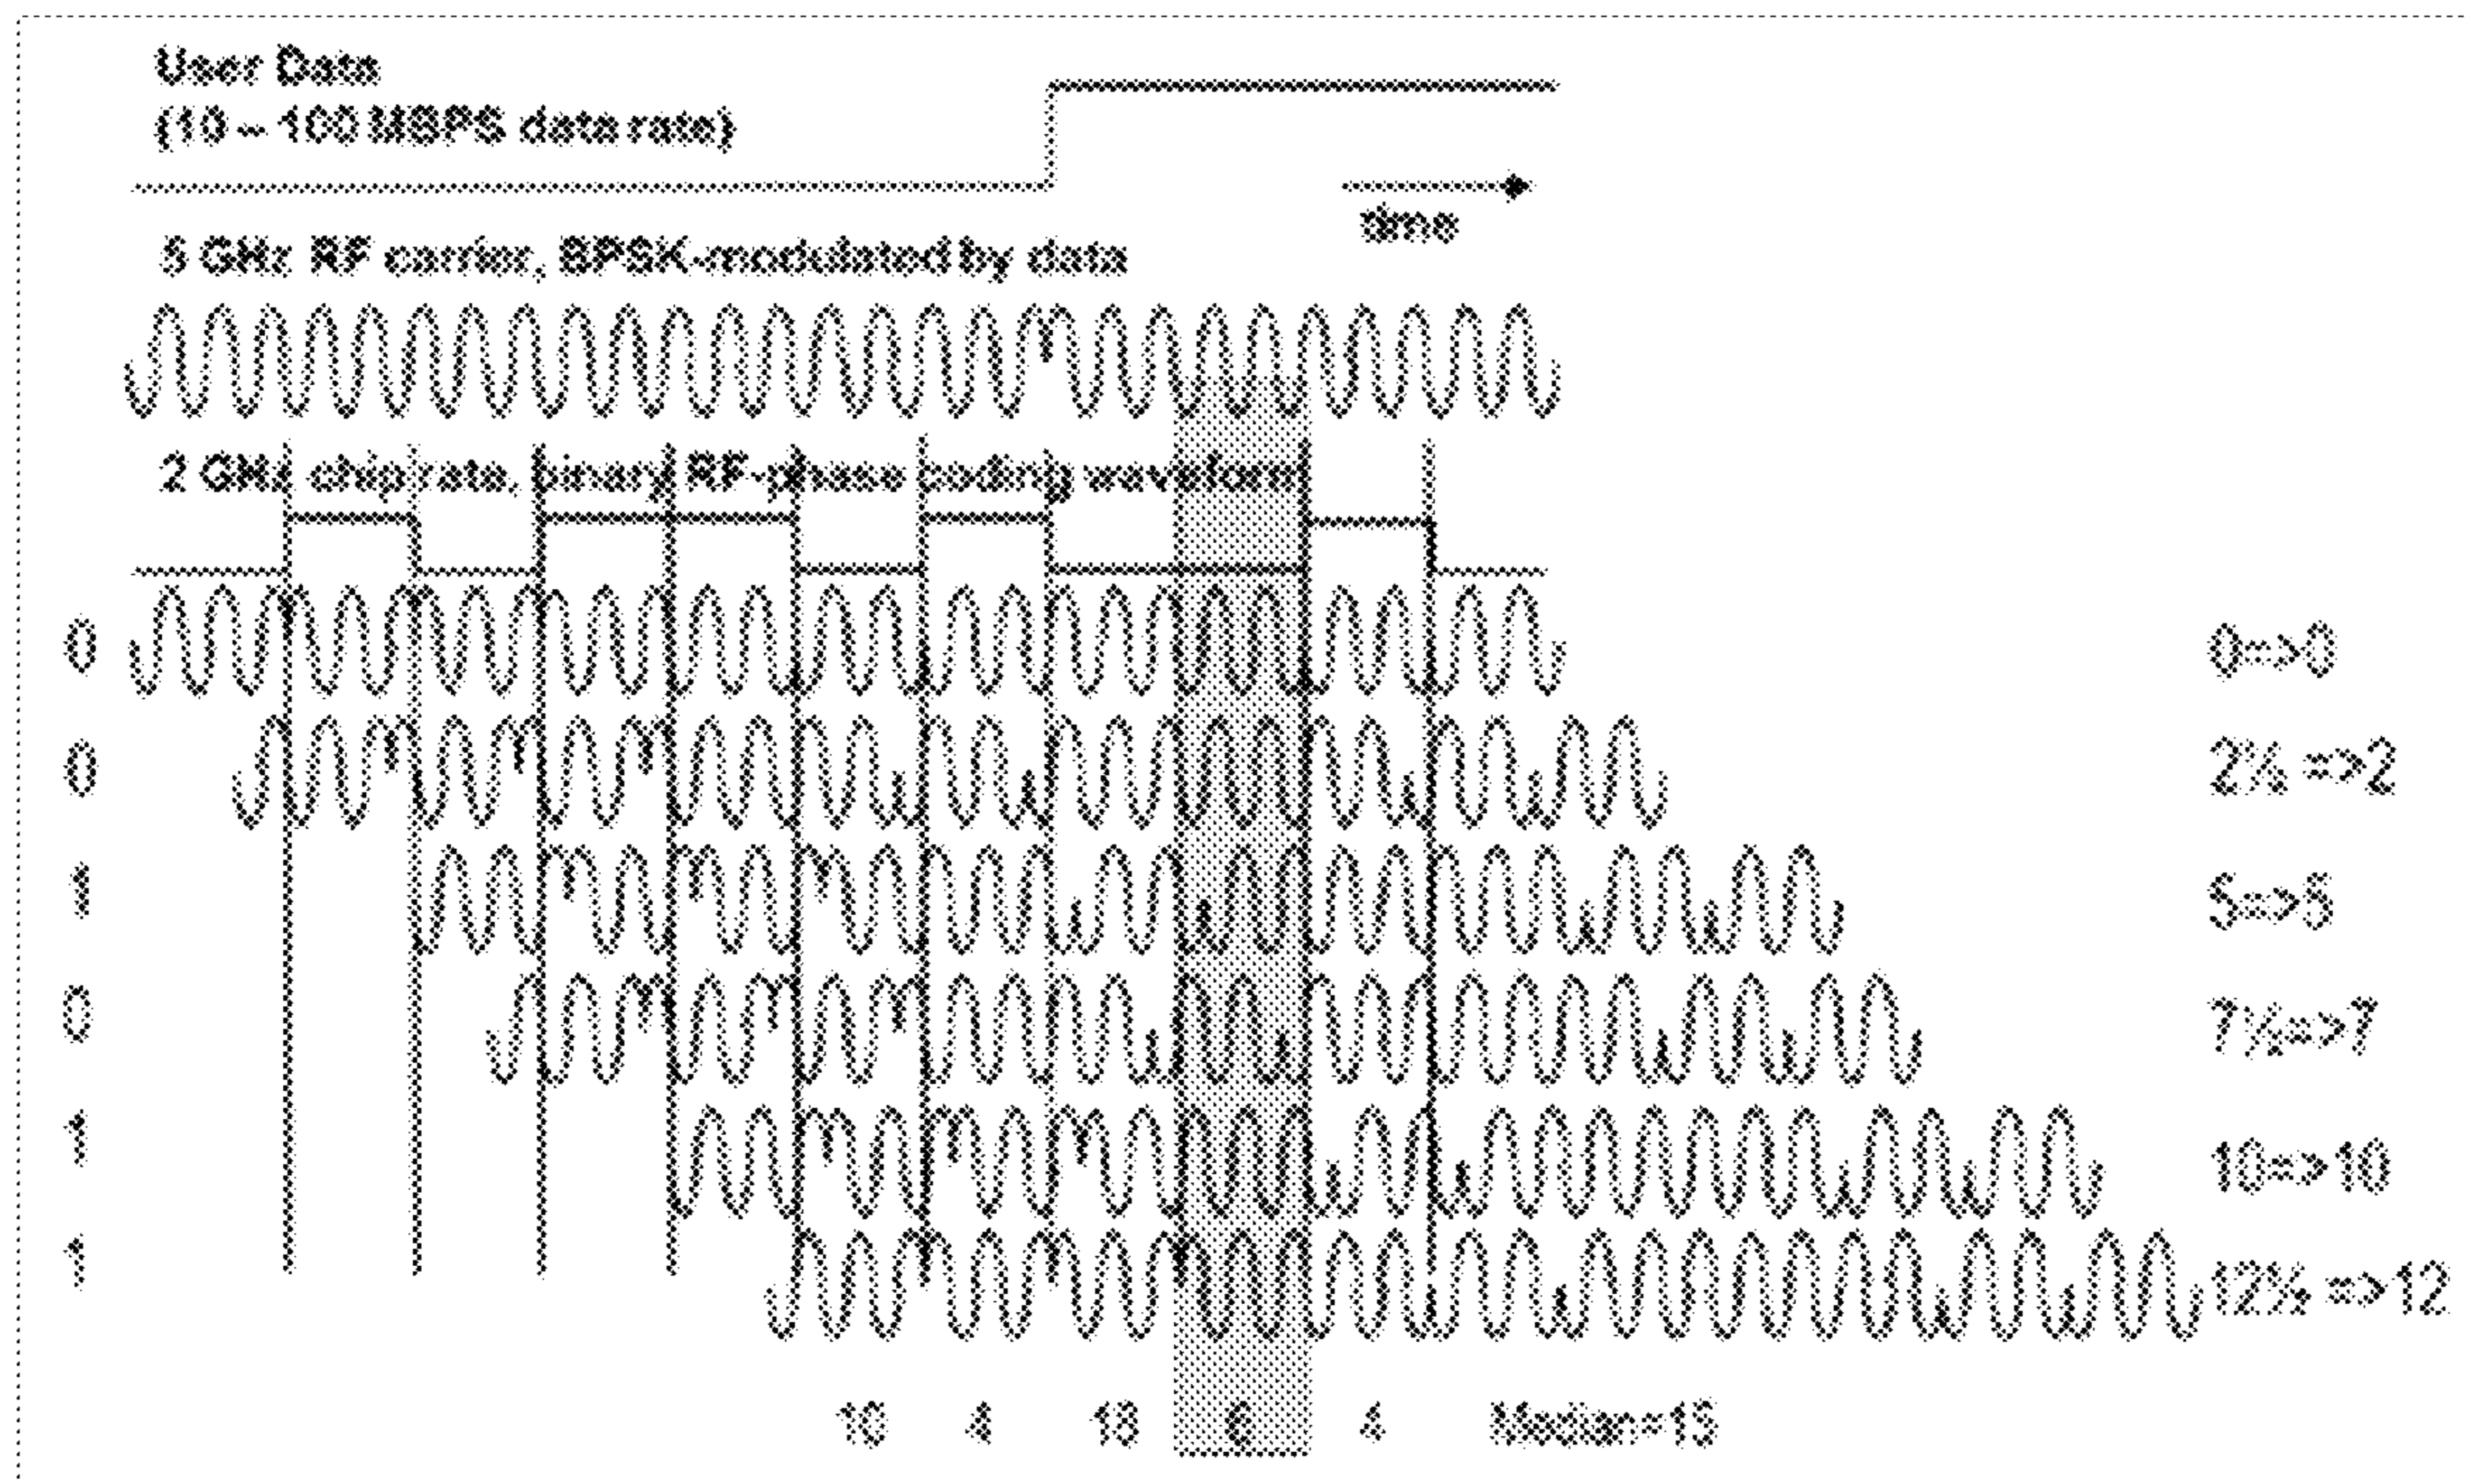 User Data
(10 – 100 MSPS data rate)
time
5 GHz RF carrier, BPSK-modulated by data
2 GHz chip rate, binary RF-phase coding waveform
0 0=>0
0 2½ =>2
1 5=>5
0 7½=>7
1 10=>10
1 12½ =>12
10 4 18 6 4 Median=